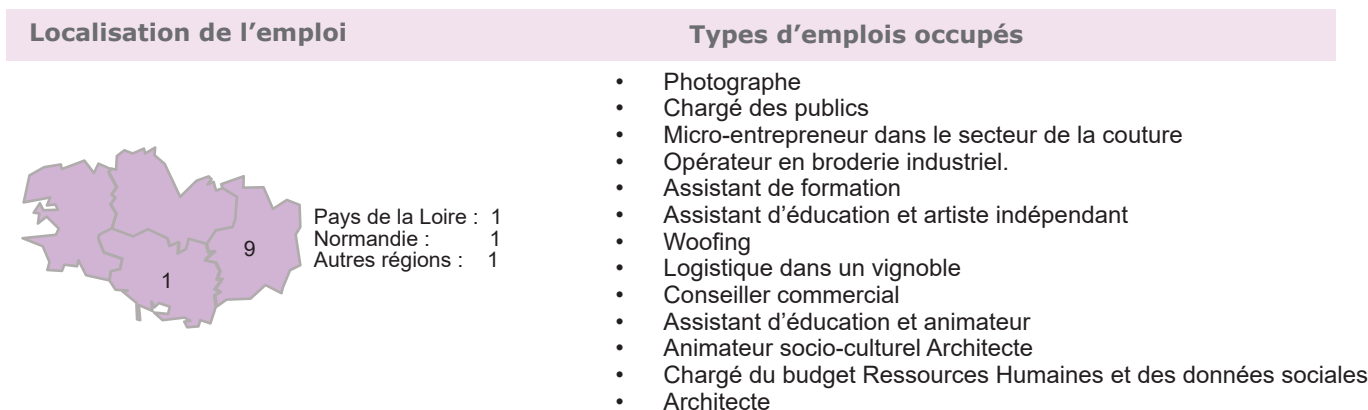 Localisation de l’emploi
Types d’emplois occupés
9
1
Pays de la Loire : 1
Normandie : 1
Autres régions : 1
• Photographe
• Chargé des publics
• Micro-entrepreneur dans le secteur de la couture
• Opérateur en broderie industriel.
• Assistant de formation
• Assistant d’éducation et artiste indépendant
• Woofing
• Logistique dans un vignoble
• Conseiller commercial
• Assistant d’éducation et animateur
• Animateur socio-culturel Architecte
• Chargé du budget Ressources Humaines et des données sociales
• Architecte